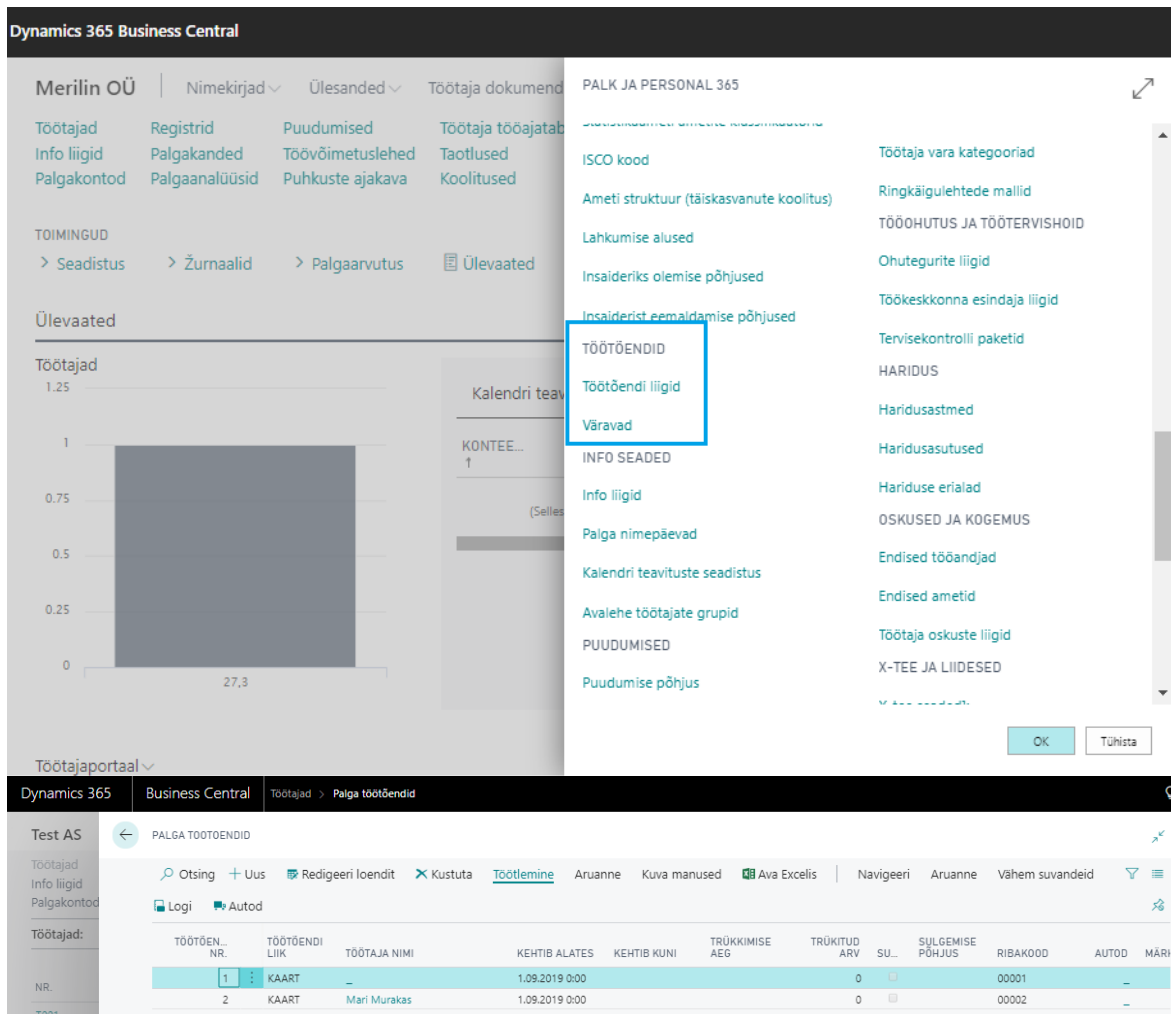 Dynamics 365 Business Central
Merilin OÜ
Nimekirjad
Ülesanded
Töötaja dokumend
Töötajad
Registrid
Puudumised
Töötaja tööajatab
Info liigid
Palgakanded
Töövõimetuslehed
Taotlused
Palgakontod
Palgaanalüüsid
Puhkuste ajakava
Koolitused
TOIMINGUD
> Seadistus
> Žurnaalid
> Palgaarvutus
Ülevaated
Ülevaated
Töötajad
1.25
1
0.75
0.5
0.25
0
27,3
Kalendri teav
KONTEE...
↑
(Selles
Töötajaportaal
PALK JA PERSONAL 365
ISCO kood
Ameti struktuur (täiskasvanute koolitus)
Lahkumise alused
Insaideriks olemise põhjused
Insaiderist eemaldamise põhjused
TÖÖTÕENDID
Töötõendi liigid
Väravad
INFO SEADED
Info liigid
Palga nimepäevad
Kalendri teavituste seadistus
Avalehe töötajate grupid
PUUDUMISED
Puudumise põhjus
Töötaja vara kategooriad
Ringkäigulehtede mallid
TÖÖOHUTUS JA TÖÖTERVISHOID
Ohutegurite liigid
Töökeskkonna esindaja liigid
Tervisekontrolli paketid
HARIDUS
Haridusastmed
Haridusasutused
Hariduse erialad
OSKUSED JA KOGEMUS
Endised tööandjad
Endised ametid
Töötaja oskuste liigid
X-TEE JA LIIDESED
OK
Tühista
Dynamics 365
Business Central
Töötajad > Palga töötõendid
Test AS
Töötajad
Info liigid
Palgakontod
Töötajad:
NR.
PALGA TÖÖTÕENDID
Otsing
Uus
Redigeeri loendit
Kustuta
Töötlemine
Aruanne
Kuva manused
Ava Excelis
Navigeeri
Aruanne
Vähem suvandeid
Logi
Autod
TÖÖTÕEN... NR.
TÖÖTÕENDI LIIK
TÖÖTAJA NIMI
KEHTIB ALATES
KEHTIB KUNI
TRÜKKIMISE AEG
TRÜKITUD ARV
SU...
SULGEMISE PÕHJUS
RIBAKOOD
AUTOD
MÄRK
1 KAART _ 1.09.2019 0:00 0 00001 _
2 KAART Mari Murakas 1.09.2019 0:00 0 00002 _